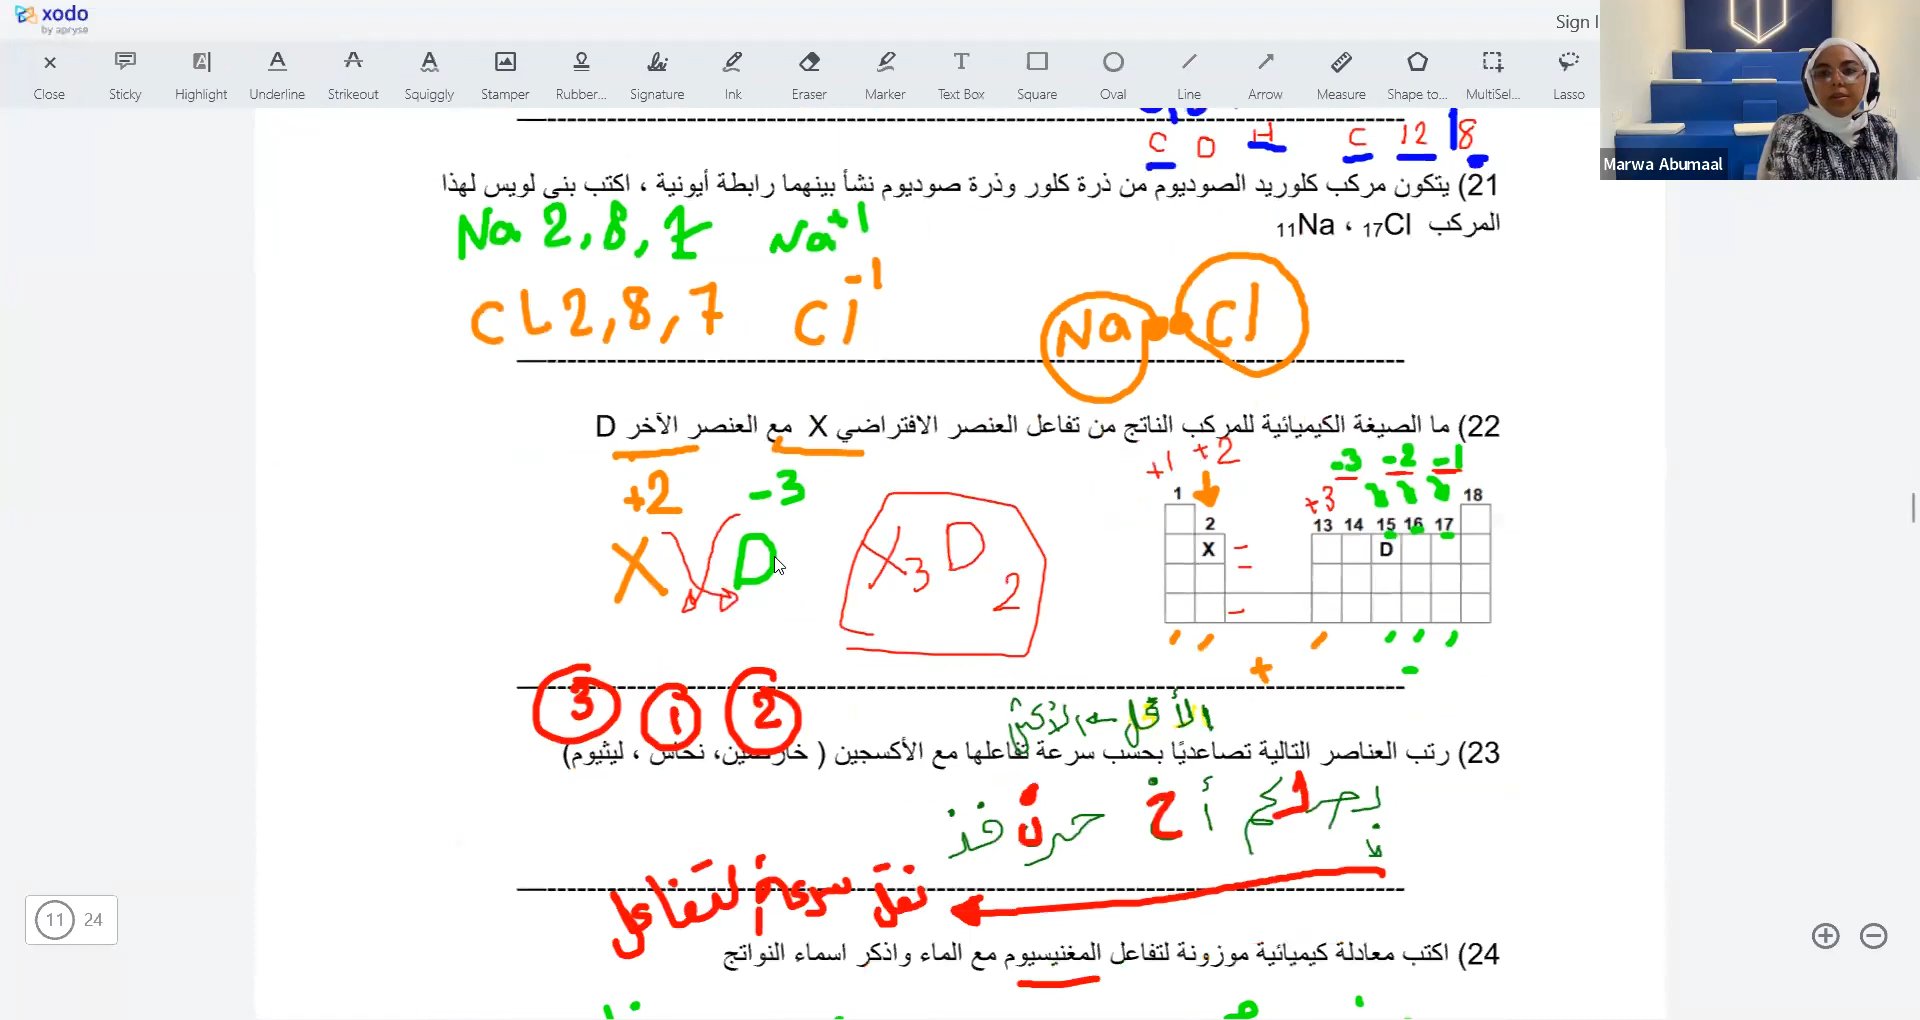 xodo
by apryse
Sign I
Close Sticky Highlight Underline Strikeout Squiggly Stamper Rubber... Signature Ink Eraser Marker Text Box Square Oval Line Arrow Measure Shape to... MultiSel... Lasso
Marwa Abumaal
C O H C 12 8
21) يتكون مركب كلوريد الصوديوم من ذرة كلور وذرة صوديوم نشأ بينهما رابطة أيونية ، اكتب بنى لويس لهذا
المركب 11Na ، 17Cl
Na 2,8,1 Na+1
CL 2,8,7 Cl-1
Na Cl
22) ما الصيغة الكيميائية للمركب الناتج من تفاعل العنصر الافتراضي X مع العنصر الآخر D
+2 -3
X D
X3 D2
+1 +2 +3 -3 -2 -1
1 18
2 13 14 15 16 17
X D
+ -
3 1 2
الأقل ← الأكثر
23) رتب العناصر التالية تصاعديًا بحسب سرعة تفاعلها مع الأكسجين ( خارصين، نحاس ، ليثيوم)
تقل سرعة التفاعل
24) اكتب معادلة كيميائية موزونة لتفاعل المغنيسيوم مع الماء واذكر اسماء النواتج
11 24